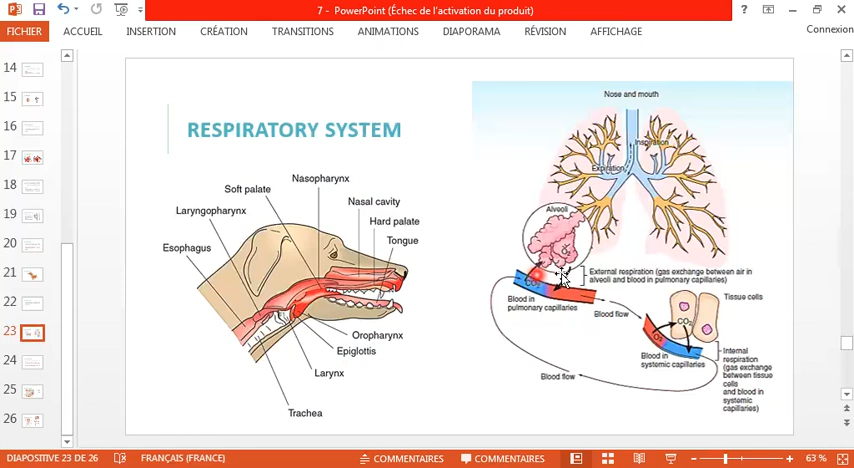 7 - PowerPoint (Échec de l'activation du produit)
FICHIER ACCUEIL INSERTION CRÉATION TRANSITIONS ANIMATIONS DIAPORAMA RÉVISION AFFICHAGE Connexion
14
15
16
17
18
19
20
21
22
23
24
25
26
RESPIRATORY SYSTEM
Nasopharynx
Soft palate
Nasal cavity
Laryngopharynx
Hard palate
Tongue
Esophagus
Oropharynx
Epiglottis
Larynx
Trachea
Nose and mouth
Inspiration
Expiration
Alveoli
External respiration (gas exchange between air in
alveoli and blood in pulmonary capillaries)
CO2
Blood in
pulmonary capillaries
Blood flow
Tissue cells
CO2
O2
Blood in
systemic capillaries
Internal
respiration
(gas exchange
between tissue
cells
and blood in
systemic
capillaries)
Blood flow
DIAPOSITIVE 23 DE 26 FRANÇAIS (FRANCE) COMMENTAIRES COMMENTAIRES 63 %